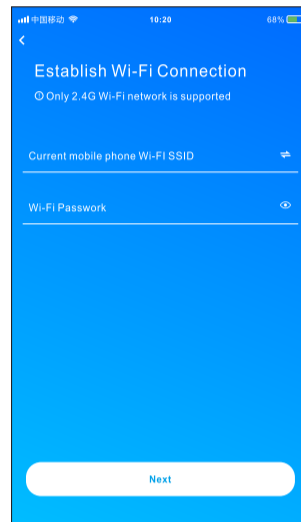 中国移动 10:20 68%
Establish Wi-Fi Connection
Only 2.4G Wi-Fi network is supported
Current mobile phone Wi-FI SSID
Wi-Fi Passwork
Next